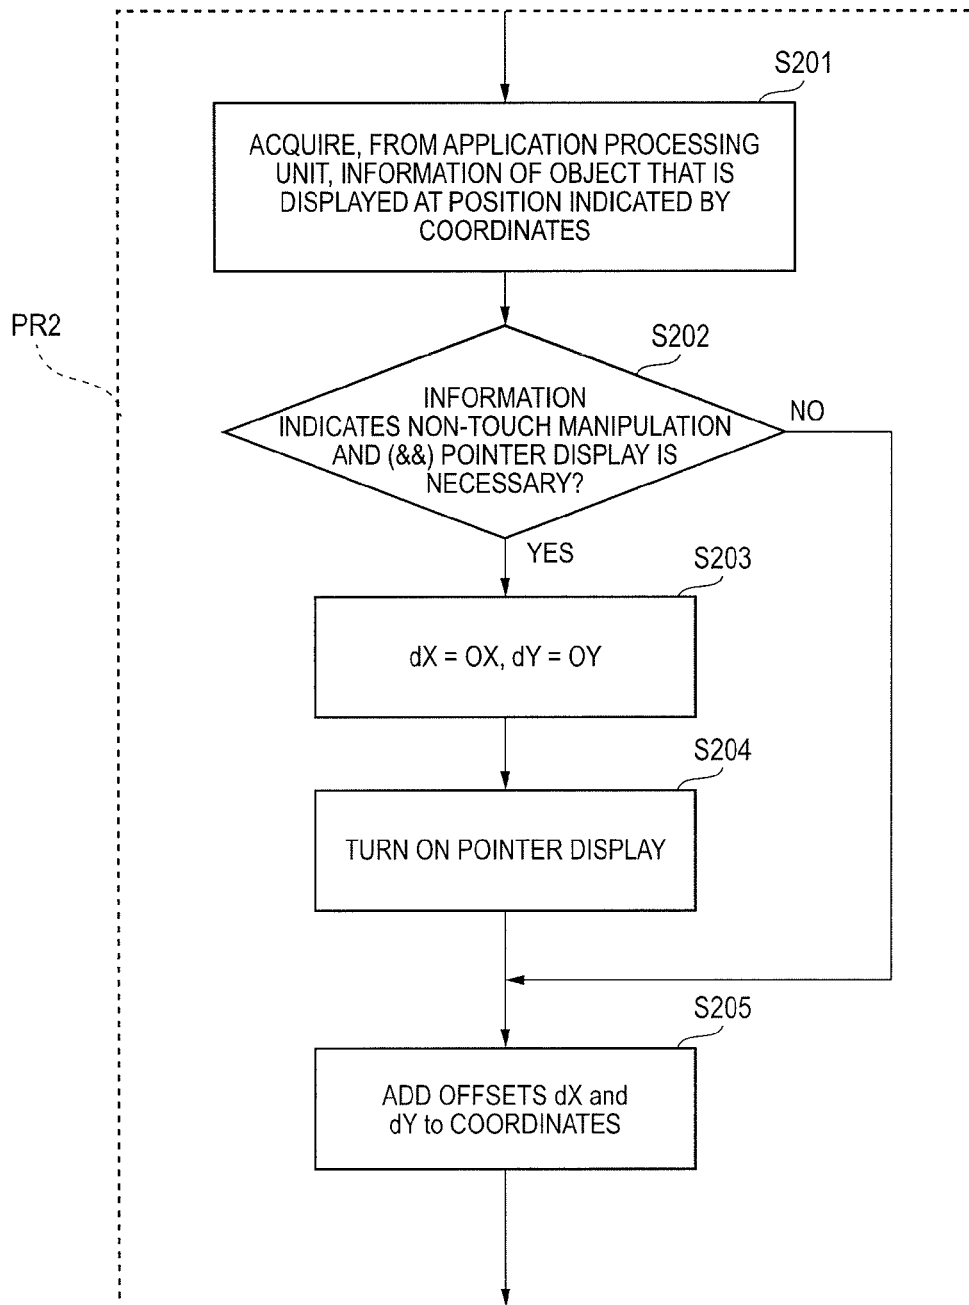 S201
ACQUIRE, FROM APPLICATION PROCESSING
UNIT, INFORMATION OF OBJECT THAT IS
DISPLAYED AT POSITION INDICATED BY
COORDINATES
PR2
S202
INFORMATION
INDICATES NON-TOUCH MANIPULATION
AND (&&) POINTER DISPLAY IS
NECESSARY?
NO
YES
S203
dX = OX, dY = OY
S204
TURN ON POINTER DISPLAY
S205
ADD OFFSETS dX and
dY to COORDINATES